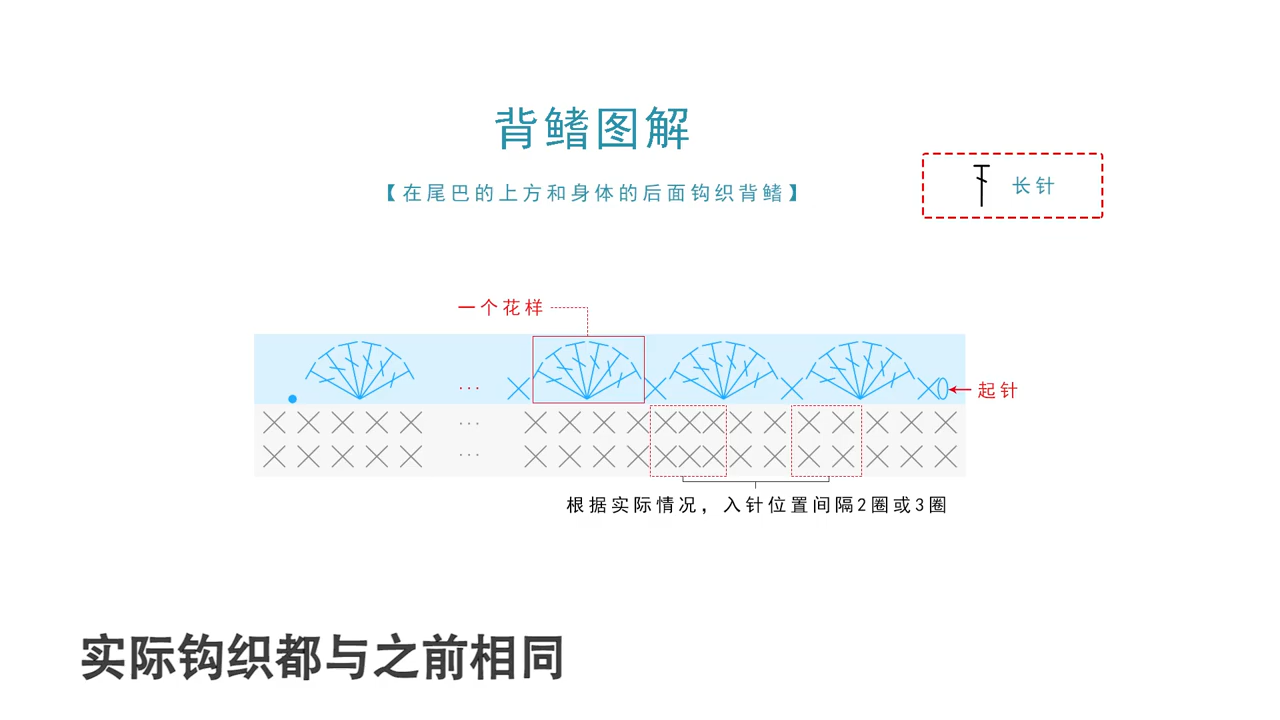 背鳍图解
【在尾巴的上方和身体的后面钩织背鳍】
长针
一个花样
...
起针
...
...
根据实际情况，入针位置间隔2圈或3圈
实际钩织都与之前相同